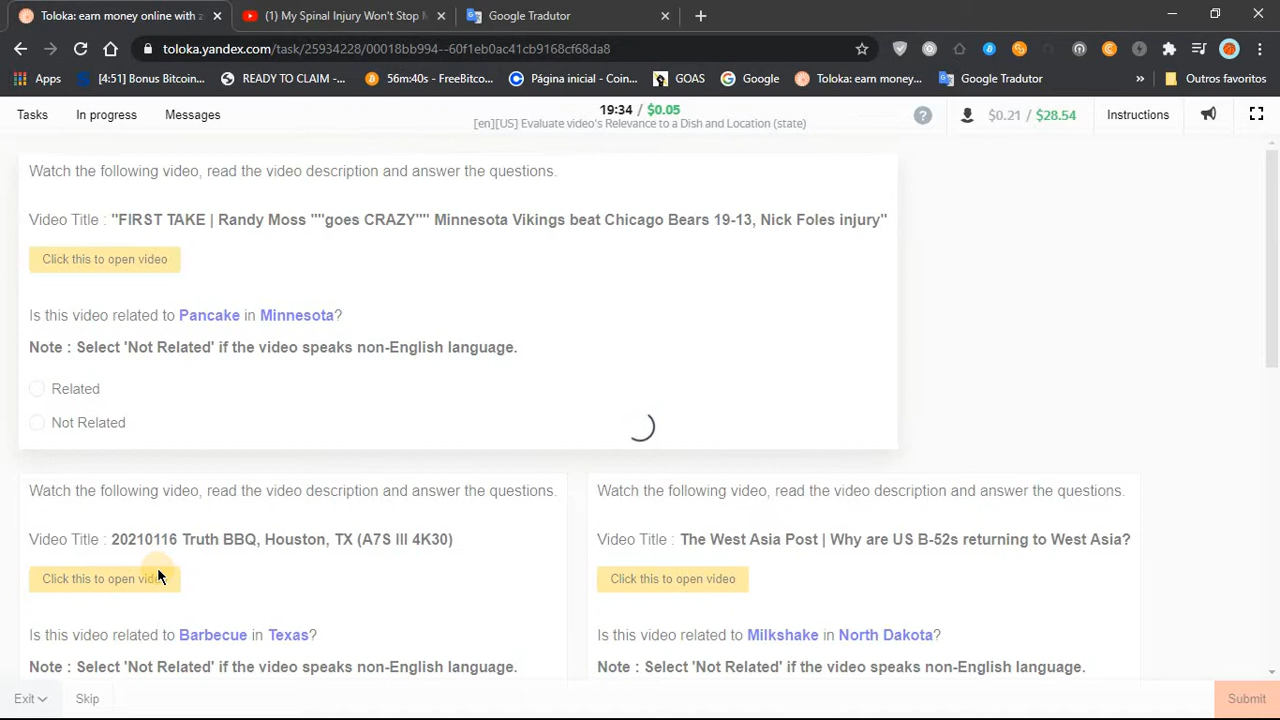 Toloka: earn money online with
(1) My Spinal Injury Won't Stop M
Google Tradutor
toloka.yandex.com/task/25934228/00018bb994--60f1eb0ac41cb9168cf68da8
Apps
[4:51] Bonus Bitcoin...
READY TO CLAIM -...
56m:40s - FreeBitco...
Página inicial - Coin...
GOAS
Google
Toloka: earn money...
Google Tradutor
»
Outros favoritos
Tasks
In progress
Messages
19:34 / $0.05
[en][US] Evaluate video's Relevance to a Dish and Location (state)
?
$0.21 / $28.54
Instructions
Watch the following video, read the video description and answer the questions.
Video Title : "FIRST TAKE | Randy Moss ""goes CRAZY"" Minnesota Vikings beat Chicago Bears 19-13, Nick Foles injury"
Click this to open video
Is this video related to Pancake in Minnesota?
Note : Select 'Not Related' if the video speaks non-English language.
Related
Not Related
Watch the following video, read the video description and answer the questions.
Video Title : 20210116 Truth BBQ, Houston, TX (A7S III 4K30)
Click this to open video
Is this video related to Barbecue in Texas?
Note : Select 'Not Related' if the video speaks non-English language.
Watch the following video, read the video description and answer the questions.
Video Title : The West Asia Post | Why are US B-52s returning to West Asia?
Click this to open video
Is this video related to Milkshake in North Dakota?
Note : Select 'Not Related' if the video speaks non-English language.
Exit
Skip
Submit